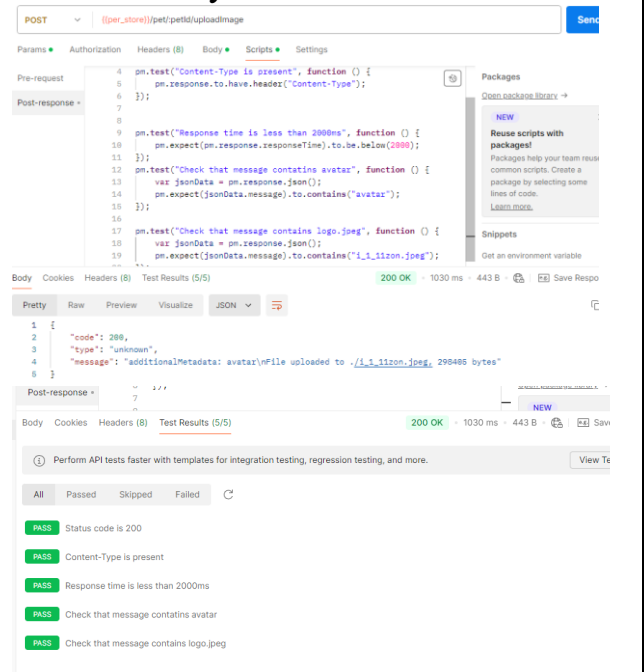 POST {{per_store}}/pet/:petId/uploadImage Send
Params Authorization Headers (8) Body Scripts Settings
Pre-request
Post-response
4 pm.test("Content-Type is present", function () {
5 pm.response.to.have.header("Content-Type");
6 });
7
8
9 pm.test("Response time is less than 2000ms", function () {
10 pm.expect(pm.response.responseTime).to.be.below(2000);
11 });
12 pm.test("Check that message contatins avatar", function () {
13 var jsonData = pm.response.json();
14 pm.expect(jsonData.message).to.contains("avatar");
15 });
16
17 pm.test("Check that message contains logo.jpeg", function () {
18 var jsonData = pm.response.json();
19 pm.expect(jsonData.message).to.contains("i_1_11zon.jpeg");
Packages
Open package library →
NEW
Reuse scripts with
packages!
Packages help your team reuse
common scripts. Create a
package by selecting some
lines of code.
Learn more.
Snippets
Get an environment variable
Body Cookies Headers (8) Test Results (5/5) 200 OK 1030 ms 443 B Save Respo
Pretty Raw Preview Visualize JSON
1 {
2 "code": 200,
3 "type": "unknown",
4 "message": "additionalMetadata: avatar\nFile uploaded to ./i_1_11zon.jpeg, 298405 bytes"
5 }
Post-response
7
NEW
Body Cookies Headers (8) Test Results (5/5) 200 OK 1030 ms 443 B Save
Perform API tests faster with templates for integration testing, regression testing, and more. View Te
All Passed Skipped Failed
PASS Status code is 200
PASS Content-Type is present
PASS Response time is less than 2000ms
PASS Check that message contatins avatar
PASS Check that message contains logo.jpeg